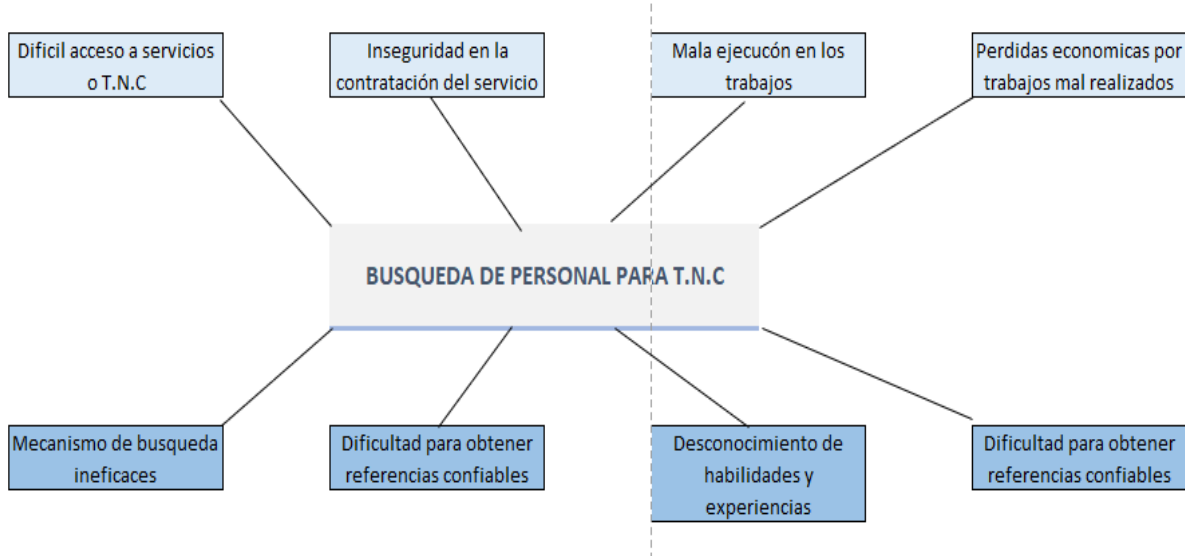 Dificil acceso a servicios
o T.N.C
Inseguridad en la
contratación del servicio
Mala ejecucón en los
trabajos
Perdidas economicas por
trabajos mal realizados
BUSQUEDA DE PERSONAL PARA T.N.C
Mecanismo de busqueda
ineficaces
Dificultad para obtener
referencias confiables
Desconocimiento de
habilidades y
experiencias
Dificultad para obtener
referencias confiables